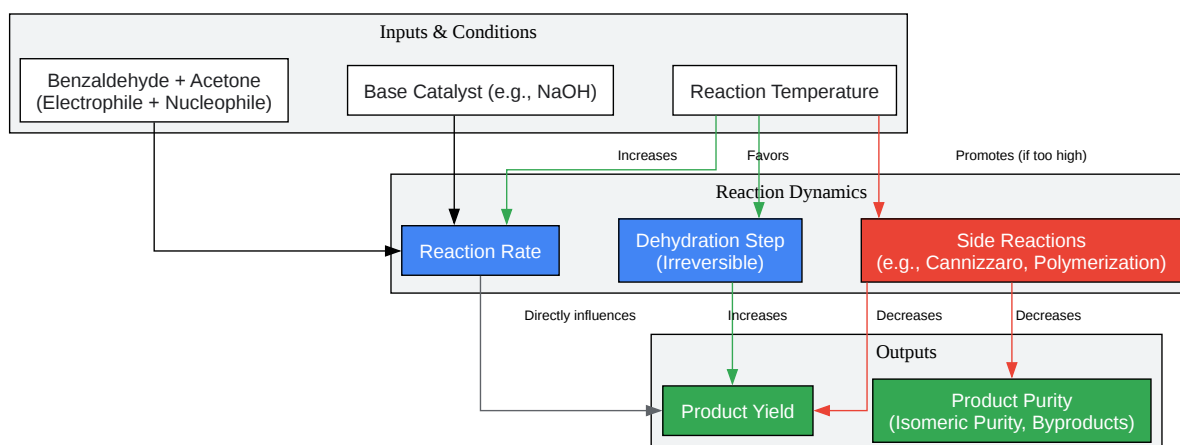 Inputs & Conditions
Benzaldehyde + Acetone
(Electrophile + Nucleophile)
Base Catalyst (e.g., NaOH)
Reaction Temperature
Increases
Favors
Promotes (if too high)
Reaction Dynamics
Reaction Rate
Dehydration Step
(Irreversible)
Side Reactions
(e.g., Cannizzaro, Polymerization)
Directly influences
Increases
Decreases
Decreases
Outputs
Product Yield
Product Purity
(Isomeric Purity, Byproducts)